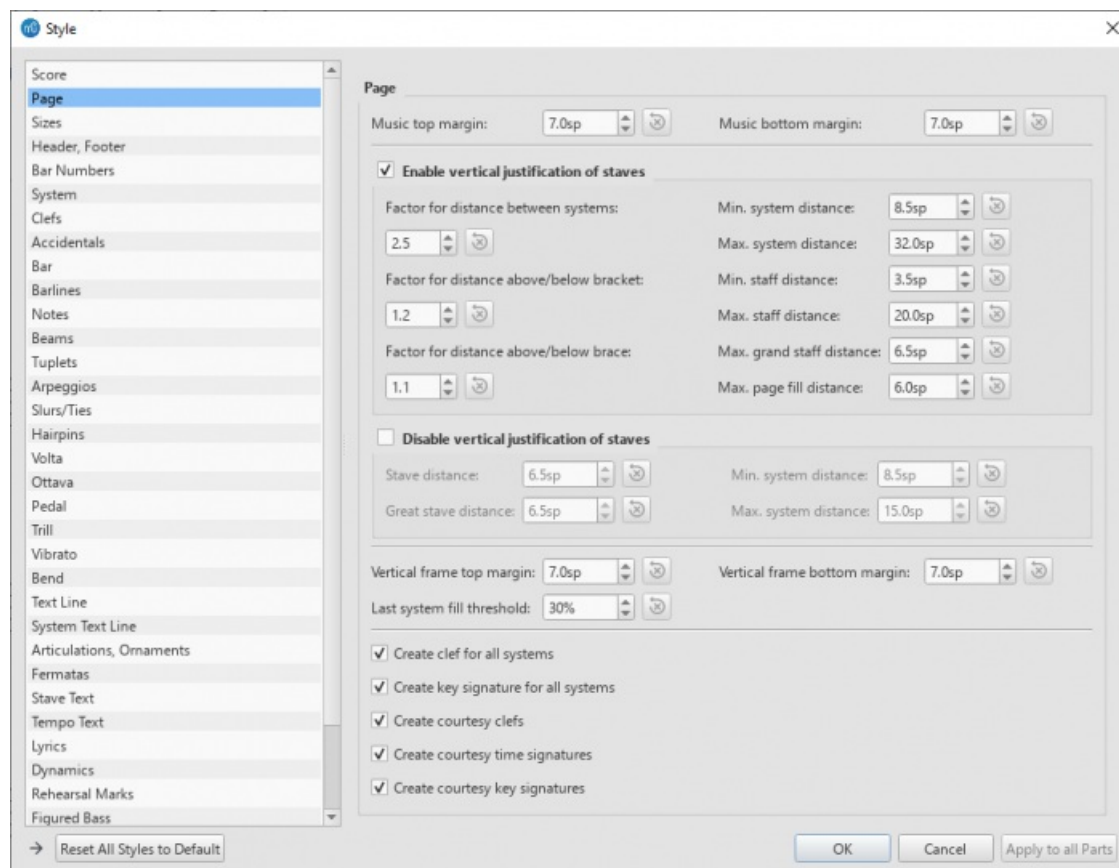 Style
Score
Page
Sizes
Header, Footer
Bar Numbers
System
Clefs
Accidentals
Bar
Barlines
Notes
Beams
Tuplets
Arpeggios
Slurs/Ties
Hairpins
Volta
Ottava
Pedal
Trill
Vibrato
Bend
Text Line
System Text Line
Articulations, Ornaments
Fermatas
Stave Text
Tempo Text
Lyrics
Dynamics
Rehearsal Marks
Figured Bass
Page
Music top margin: 7.0sp Music bottom margin: 7.0sp
Enable vertical justification of staves
Factor for distance between systems: Min. system distance: 8.5sp
2.5 Max. system distance: 32.0sp
Factor for distance above/below bracket: Min. staff distance: 3.5sp
1.2 Max. staff distance: 20.0sp
Factor for distance above/below brace: Max. grand staff distance: 6.5sp
1.1 Max. page fill distance: 6.0sp
Disable vertical justification of staves
Stave distance: 6.5sp Min. system distance: 8.5sp
Great stave distance: 6.5sp Max. system distance: 15.0sp
Vertical frame top margin: 7.0sp Vertical frame bottom margin: 7.0sp
Last system fill threshold: 30%
Create clef for all systems
Create key signature for all systems
Create courtesy clefs
Create courtesy time signatures
Create courtesy key signatures
Reset All Styles to Default OK Cancel Apply to all Parts